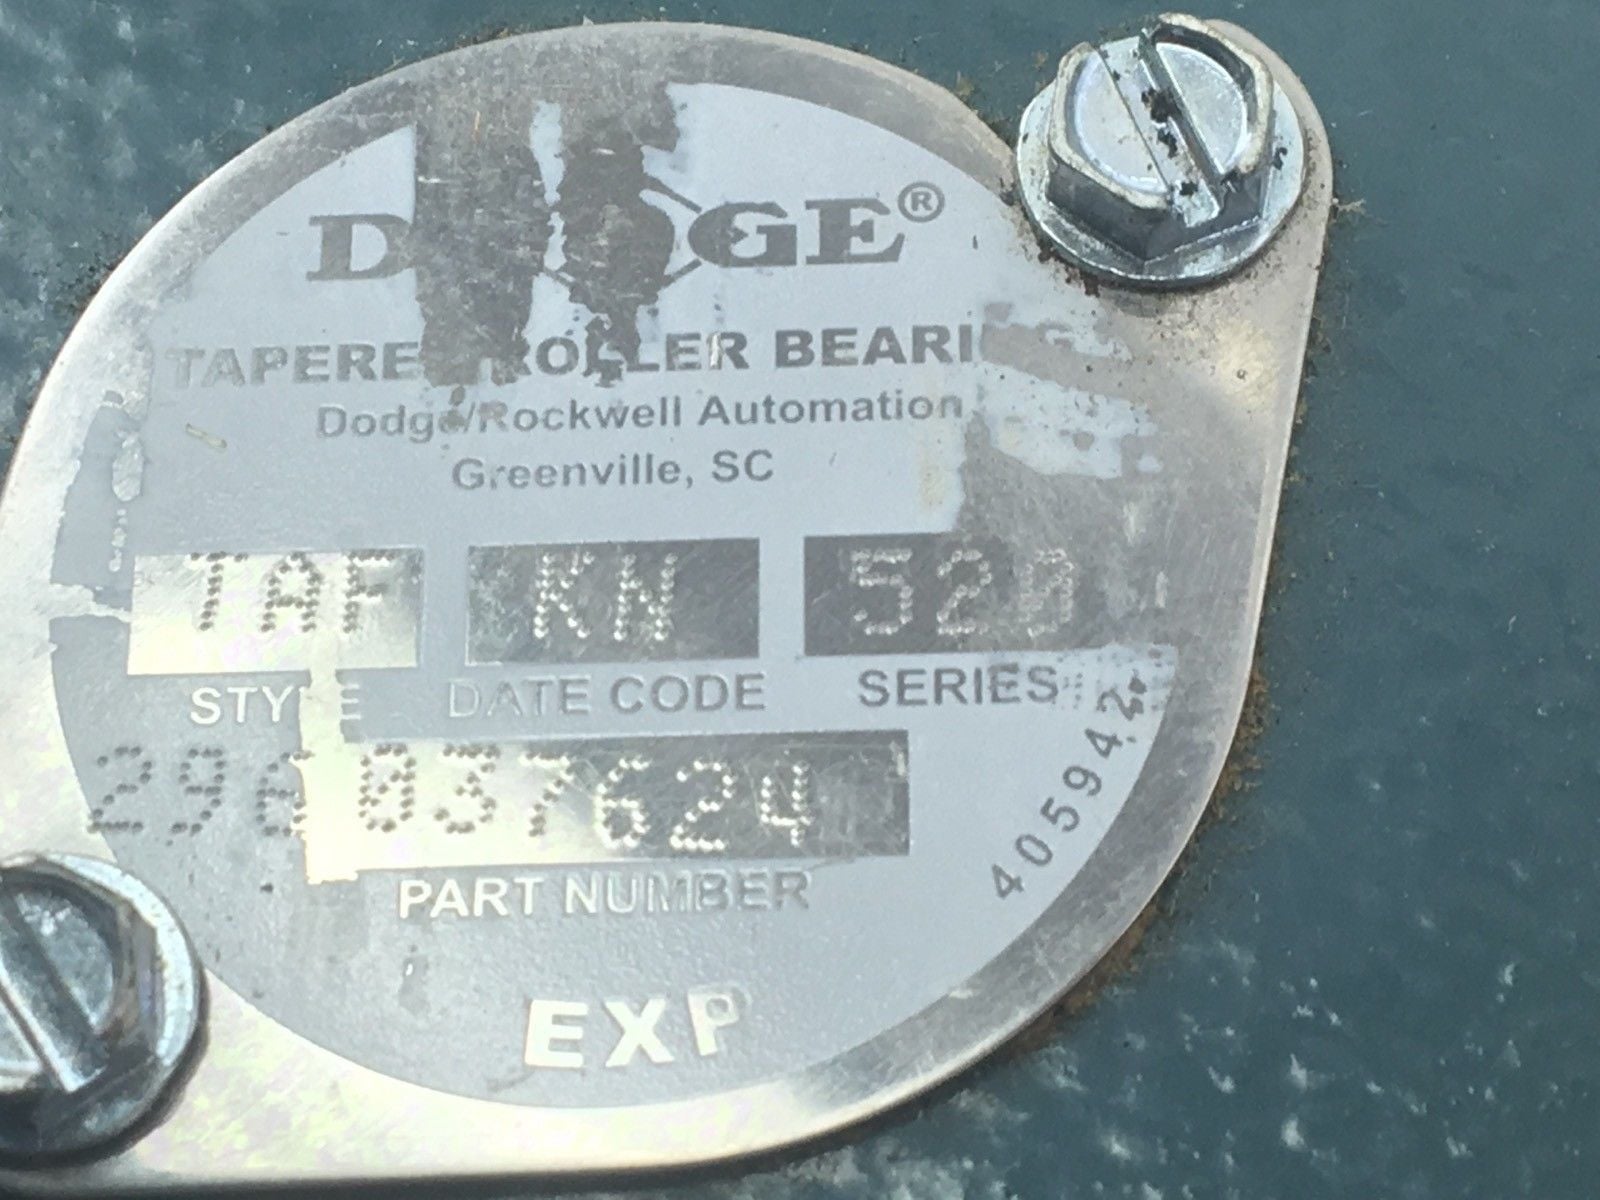 DODGE®
TAPERED ROLLER BEARING
Dodge/Rockwell Automation
Greenville, SC
TAF KN 520
STYLE DATE CODE SERIES
296037624
PART NUMBER
EXP
405942